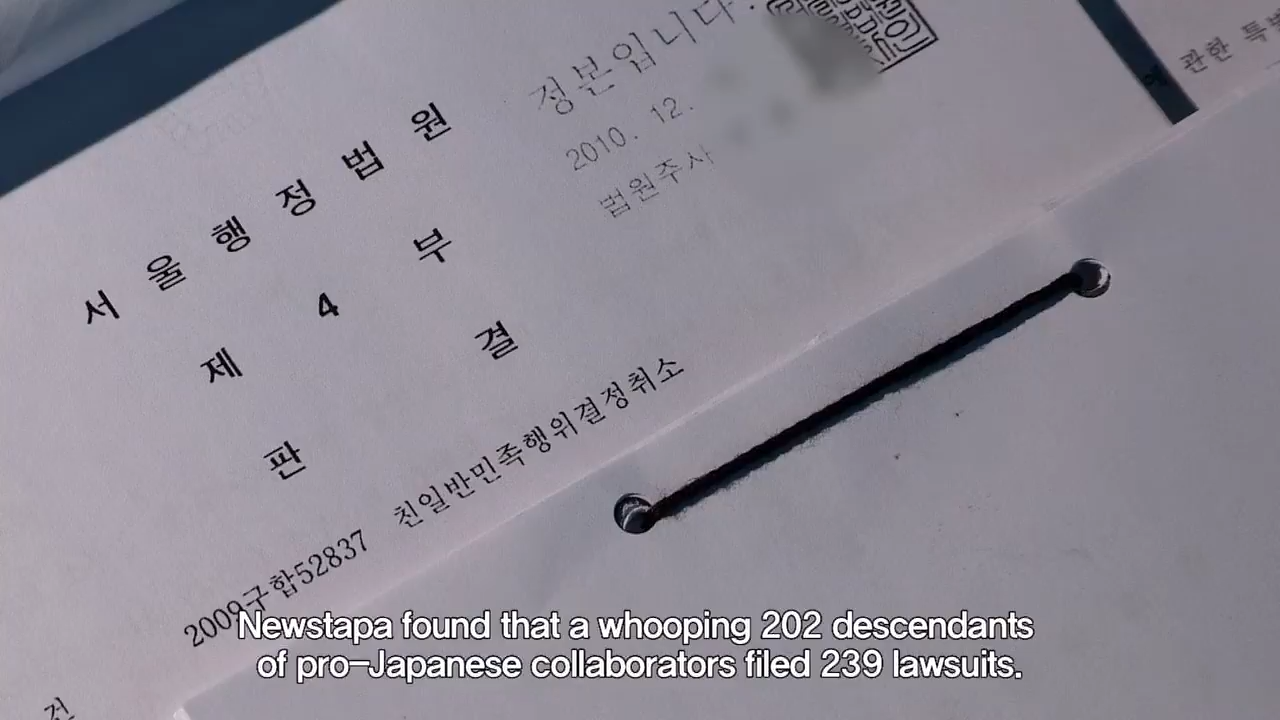 정본입니다.
2010. 12.
법원주사
서울행정법원
제4부
판결
2009구합52837 친일반민족행위결정취소
관한 특별
건
Newstapa found that a whooping 202 descendants
of pro-Japanese collaborators filed 239 lawsuits.